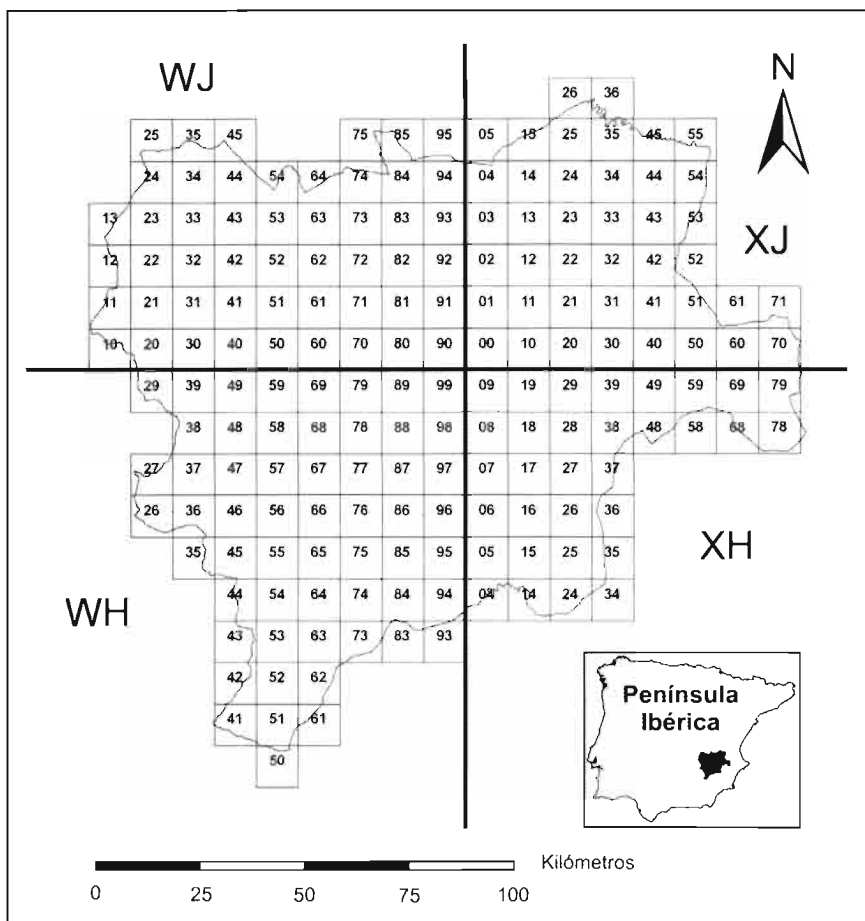 WJ
N
26 36
25 35 45 75 85 95 05 15 25 35 45 55
24 34 44 54 64 74 84 94 04 14 24 34 44 54
13 23 33 43 53 63 73 83 93 03 13 23 33 43 53
XJ
12 22 32 42 52 62 72 82 92 02 12 22 32 42 52
11 21 31 41 51 61 71 81 91 01 11 21 31 41 51 61 71
10 20 30 40 50 60 70 80 90 00 10 20 30 40 50 60 70
29 39 49 59 69 79 89 99 09 19 29 39 49 59 69 79
38 48 58 68 78 88 98 08 18 28 38 48 58 68 78
27 37 47 57 67 77 87 97 07 17 27 37
26 36 46 56 66 76 86 96 06 16 26 36
35 45 55 65 75 85 95 05 15 25 35
XH
WH
44 54 64 74 84 94 04 14 24 34
43 53 63 73 83 93
42 52 62
41 51 61
50
Península
Ibérica
Kilómetros
0 25 50 75 100